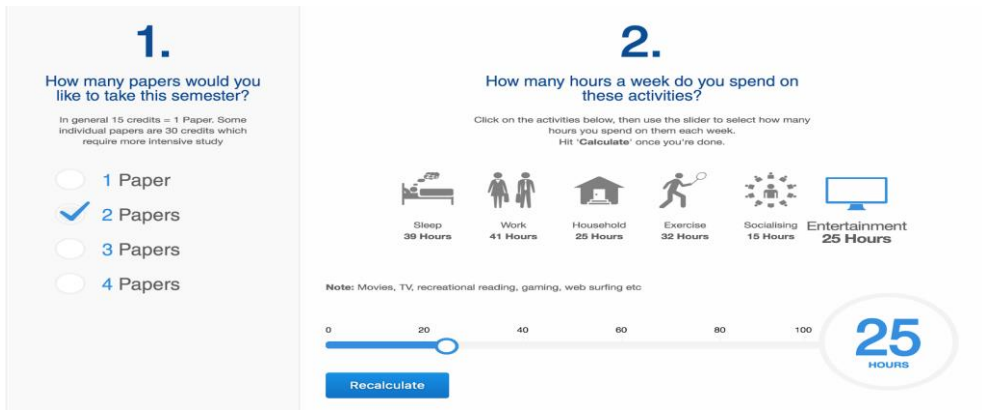 1.
How many papers would you
like to take this semester?
In general 15 credits = 1 Paper. Some
individual papers are 30 credits which
require more intensive study
1 Paper
2 Papers
3 Papers
4 Papers
2.
How many hours a week do you spend on
these activities?
Click on the activities below, then use the slider to select how many
hours you spend on them each week.
Hit 'Calculate' once you're done.
Sleep
39 Hours
Work
41 Hours
Household
25 Hours
Exercise
32 Hours
Socialising
15 Hours
Entertainment
25 Hours
Note: Movies, TV, recreational reading, gaming, web surfing etc
0 20 40 60 80 100
25
HOURS
Recalculate